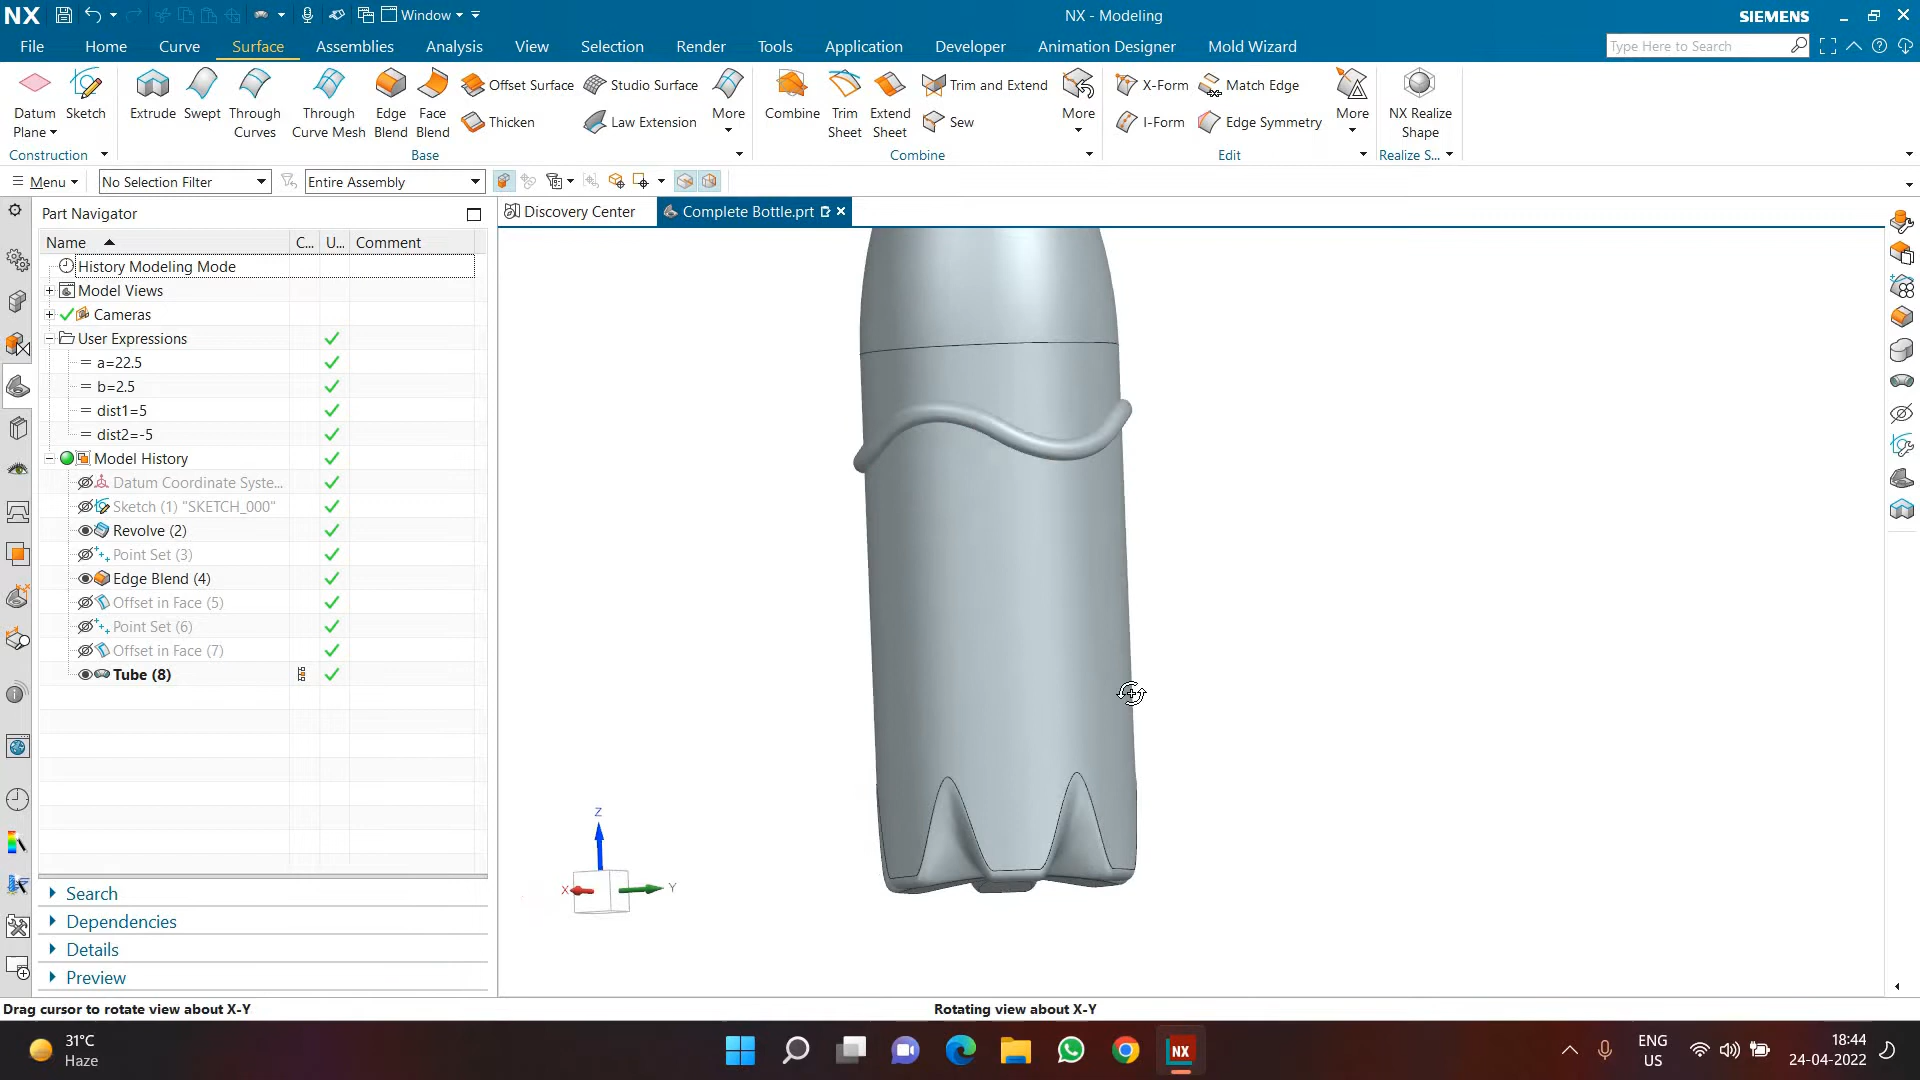 NX Window NX - Modeling SIEMENS
File Home Curve Surface Assemblies Analysis View Selection Render Tools Application Developer Animation Designer Mold Wizard Type Here to Search
Datum Plane Sketch Extrude Swept Through Curves Through Curve Mesh Edge Blend Face Blend Offset Surface Studio Surface More Combine Trim Sheet Extend Sheet Trim and Extend More X-Form Match Edge More NX Realize Shape
Thicken Law Extension Sew I-Form Edge Symmetry
Construction Base Combine Edit Realize S...
Menu No Selection Filter Entire Assembly
Part Navigator Discovery Center Complete Bottle.prt
Name C... U... Comment
History Modeling Mode
Model Views
Cameras
User Expressions
a=22.5
b=2.5
dist1=5
dist2=-5
Model History
Datum Coordinate Syste...
Sketch (1) "SKETCH_000"
Revolve (2)
Point Set (3)
Edge Blend (4)
Offset in Face (5)
Point Set (6)
Offset in Face (7)
Tube (8)
Z
X Y
Search
Dependencies
Details
Preview
Drag cursor to rotate view about X-Y Rotating view about X-Y
31°C
Haze
NX
ENG
US
18:44
24-04-2022